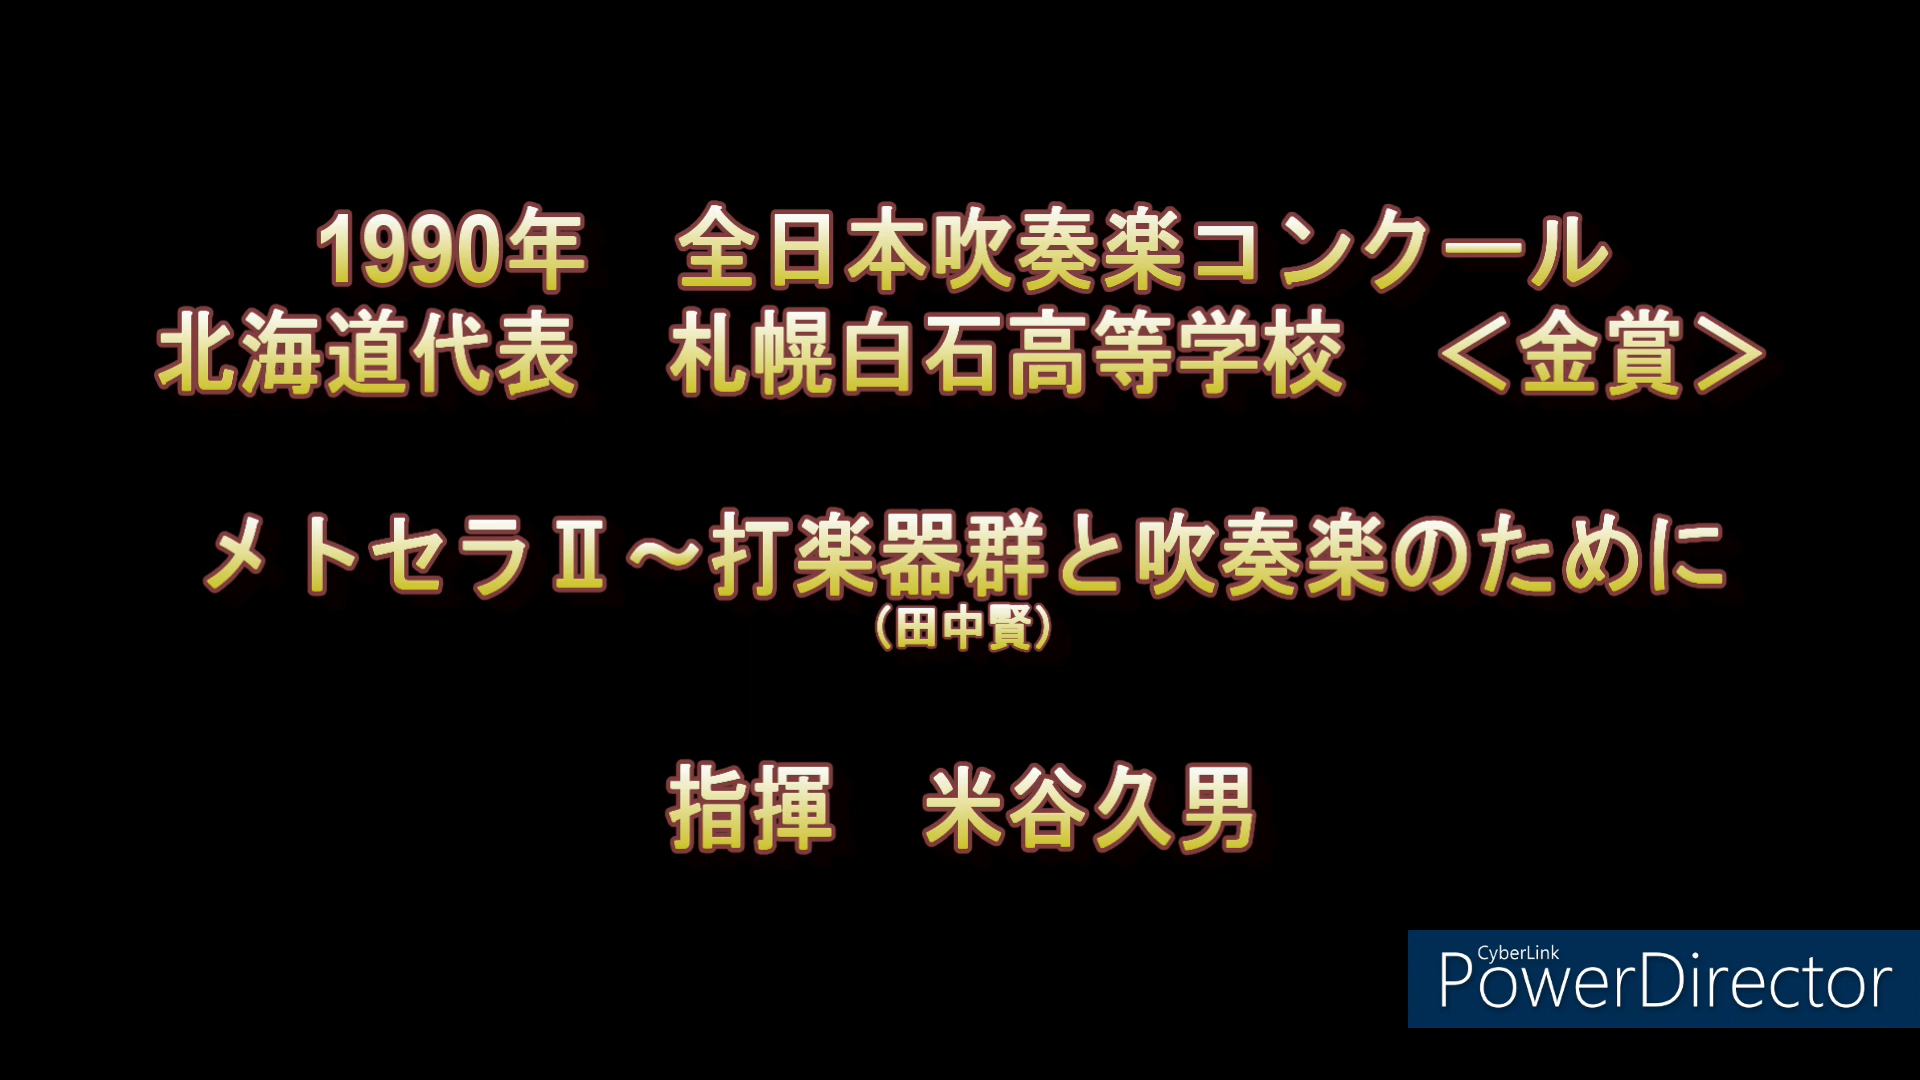 1990年　全日本吹奏楽コンクール
北海道代表　札幌白石高等学校　＜金賞＞
メトセラⅡ～打楽器群と吹奏楽のために
（田中賢）
指揮　米谷久男
CyberLink
PowerDirector